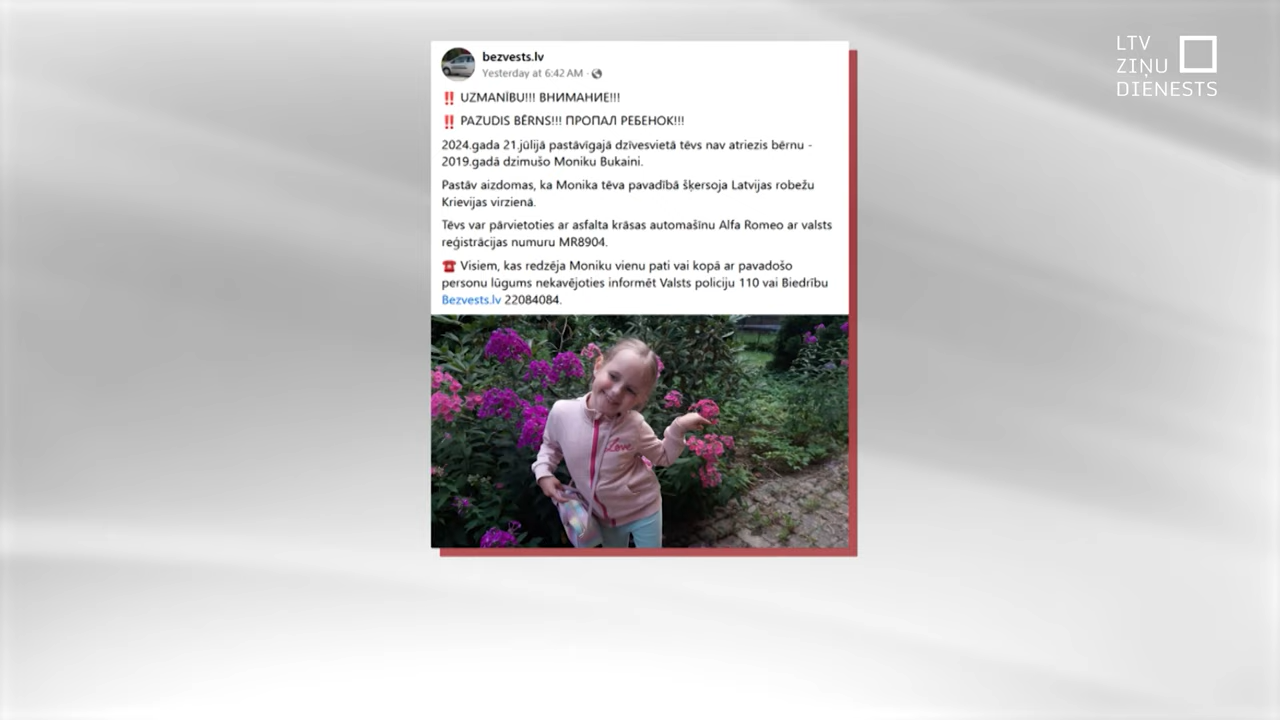 LTV
ZIŅU
DIENESTS
bezvests.lv
Yesterday at 6:42 AM ·
‼ UZMANĪBU!!! ВНИМАНИЕ!!!
‼ PAZUDIS BĒRNS!!! ПРОПАЛ РЕБЕНОК!!!
2024.gada 21.jūlijā pastāvīgajā dzīvesvietā tēvs nav atriezis bērnu -
2019.gadā dzimušo Moniku Bukaini.
Pastāv aizdomas, ka Monika tēva pavadībā šķersoja Latvijas robežu
Krievijas virzienā.
Tēvs var pārvietoties ar asfalta krāsas automašīnu Alfa Romeo ar valsts
reģistrācijas numuru MR8904.
☎ Visiem, kas redzēja Moniku vienu pati vai kopā ar pavadošo
personu lūgums nekavējoties informēt Valsts policiju 110 vai Biedrību
Bezvests.lv 22084084.
Love